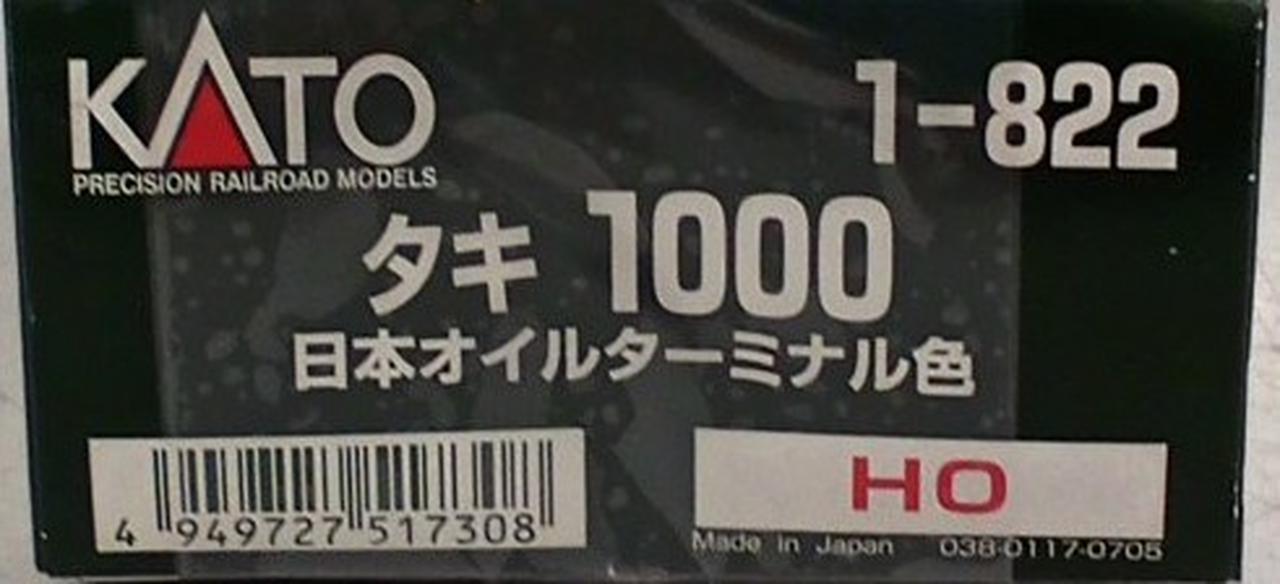 KATO
PRECISION RAILROAD MODELS
1-822
タキ 1000
日本オイルターミナル色
4 949727 517308
HO
Made in Japan 038-0117-0705